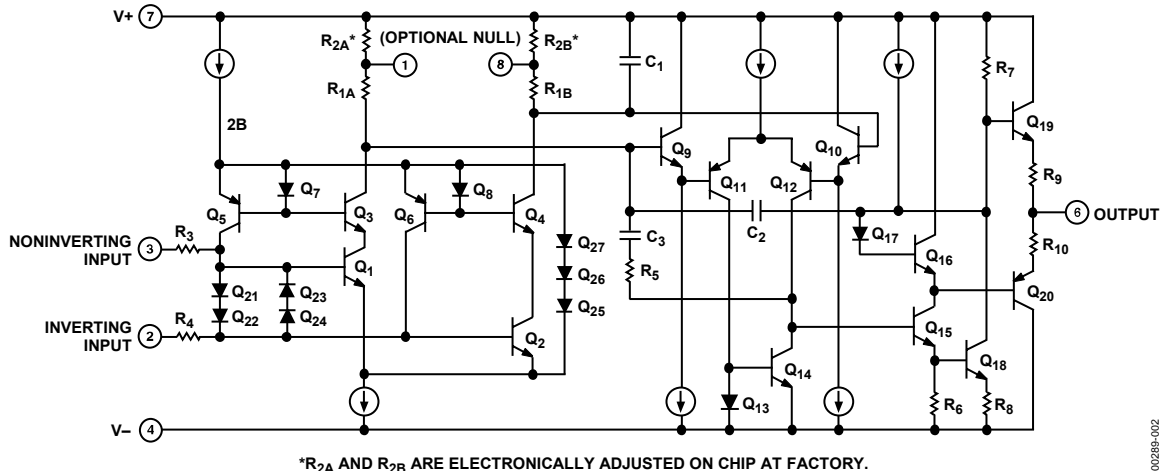 V+ 7
R2A* (OPTIONAL NULL) R2B*
1 8
C1
R1A R1B
R7
2B
Q19
Q9 Q10
Q7 Q8
Q11 Q12
R9
Q5 Q3 Q6 Q4
6 OUTPUT
NONINVERTING INPUT 3 R3
C2
Q17
C3
R10
Q27
Q1
Q16
R5
Q26
Q21 Q23
Q20
Q22 Q24
Q25
INVERTING INPUT 2 R4
Q15
Q2
Q18
Q14
Q13
R6 R8
V– 4
*R2A AND R2B ARE ELECTRONICALLY ADJUSTED ON CHIP AT FACTORY.
00289-002